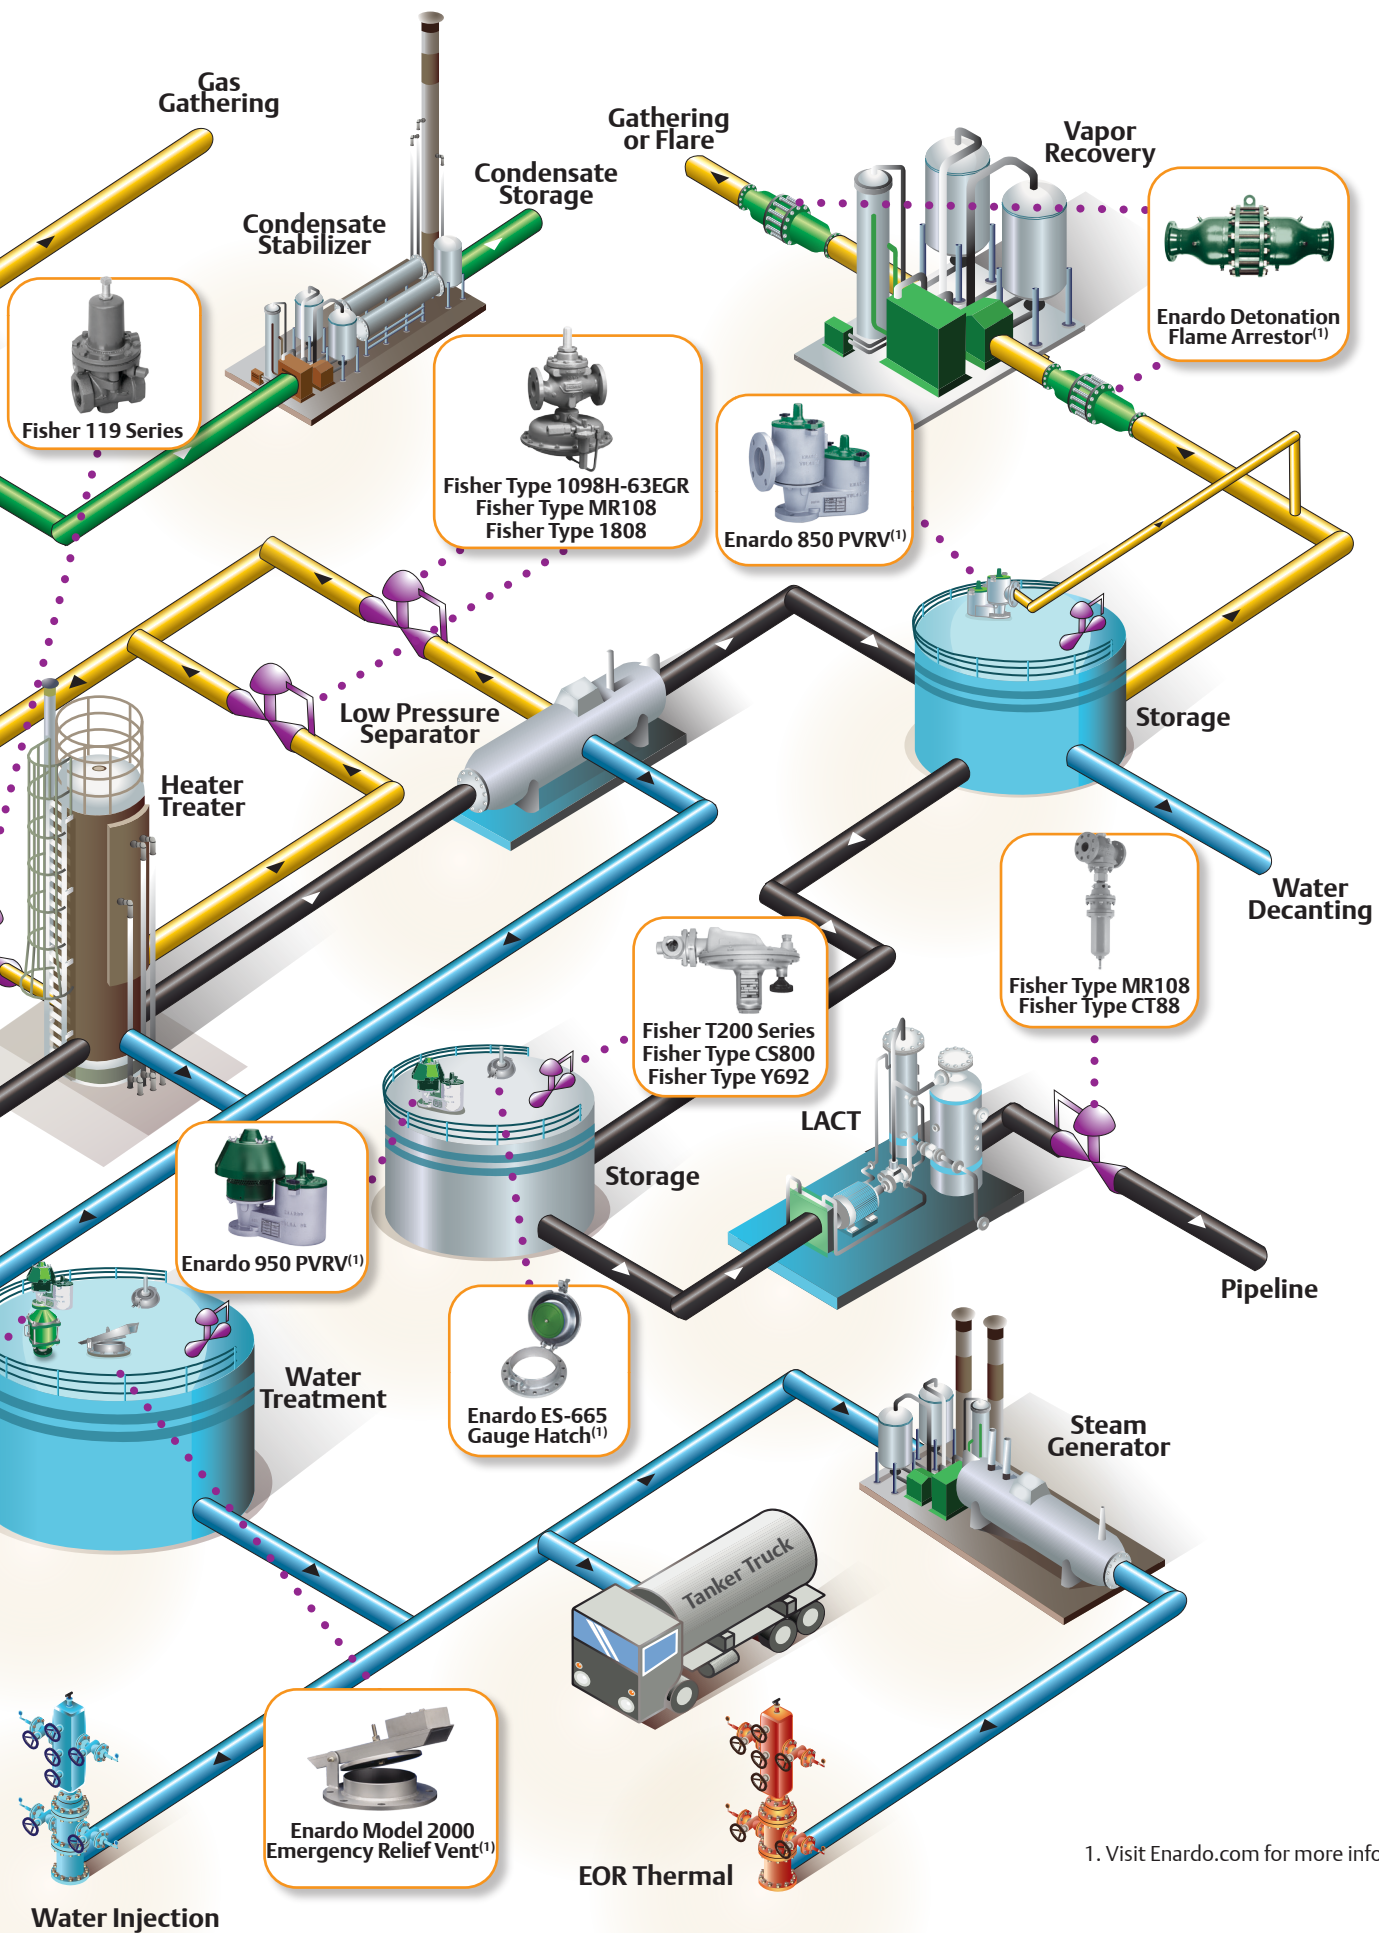 Gas
Gathering
Gathering
or Flare
Vapor
Recovery
Condensate
Storage
Condensate
Stabilizer
Enardo Detonation
Flame Arrestor(1)
Fisher 119 Series
Fisher Type 1098H-63EGR
Fisher Type MR108
Fisher Type 1808
Enardo 850 PVRV(1)
Low Pressure
Separator
Storage
Heater
Treater
Water
Decanting
Fisher Type MR108
Fisher Type CT88
Fisher T200 Series
Fisher Type CS800
Fisher Type Y692
LACT
Storage
Enardo 950 PVRV(1)
Pipeline
Water
Treatment
Enardo ES-665
Gauge Hatch(1)
Steam
Generator
Tanker Truck
Enardo Model 2000
Emergency Relief Vent(1)
EOR Thermal
1. Visit Enardo.com for more info
Water Injection